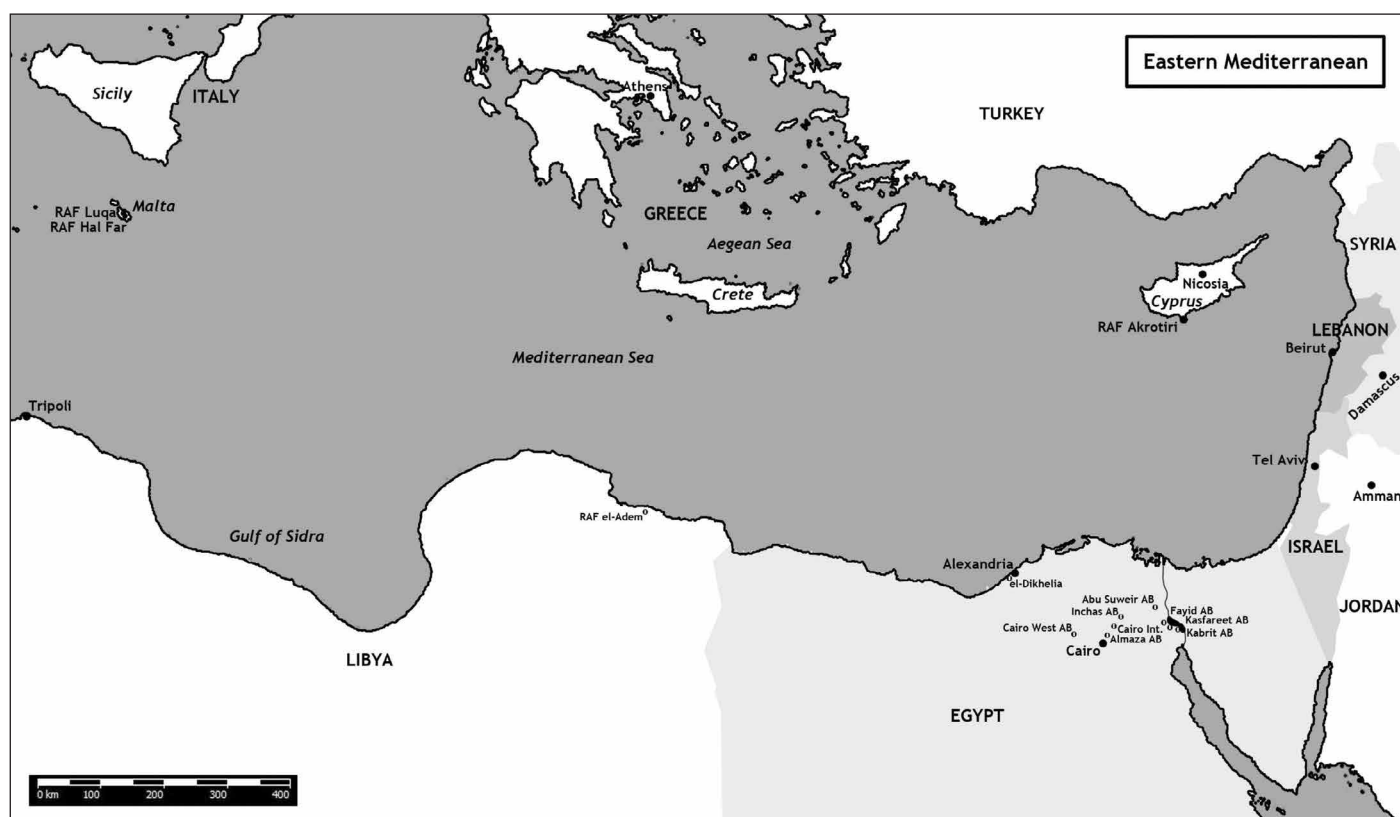 Eastern Mediterranean
Sicily
ITALY
Athens
TURKEY
Malta
RAF Luqa
RAF Hal Far
GREECE
Aegean Sea
SYRIA
Nicosia
Crete
Cyprus
RAF Akrotiri
LEBANON
Beirut
Mediterranean Sea
Damascus
Tripoli
Tel Aviv
Amman
RAF el-Adem
Gulf of Sidra
ISRAEL
Alexandria
el-Dikhelia
Abu Suweir AB
Inchas AB
Fayid AB
Kasfareet AB
JORDAN
Cairo West AB
Cairo Int.
Kabrit AB
Almaza AB
Cairo
LIBYA
EGYPT
0 km 100 200 300 400